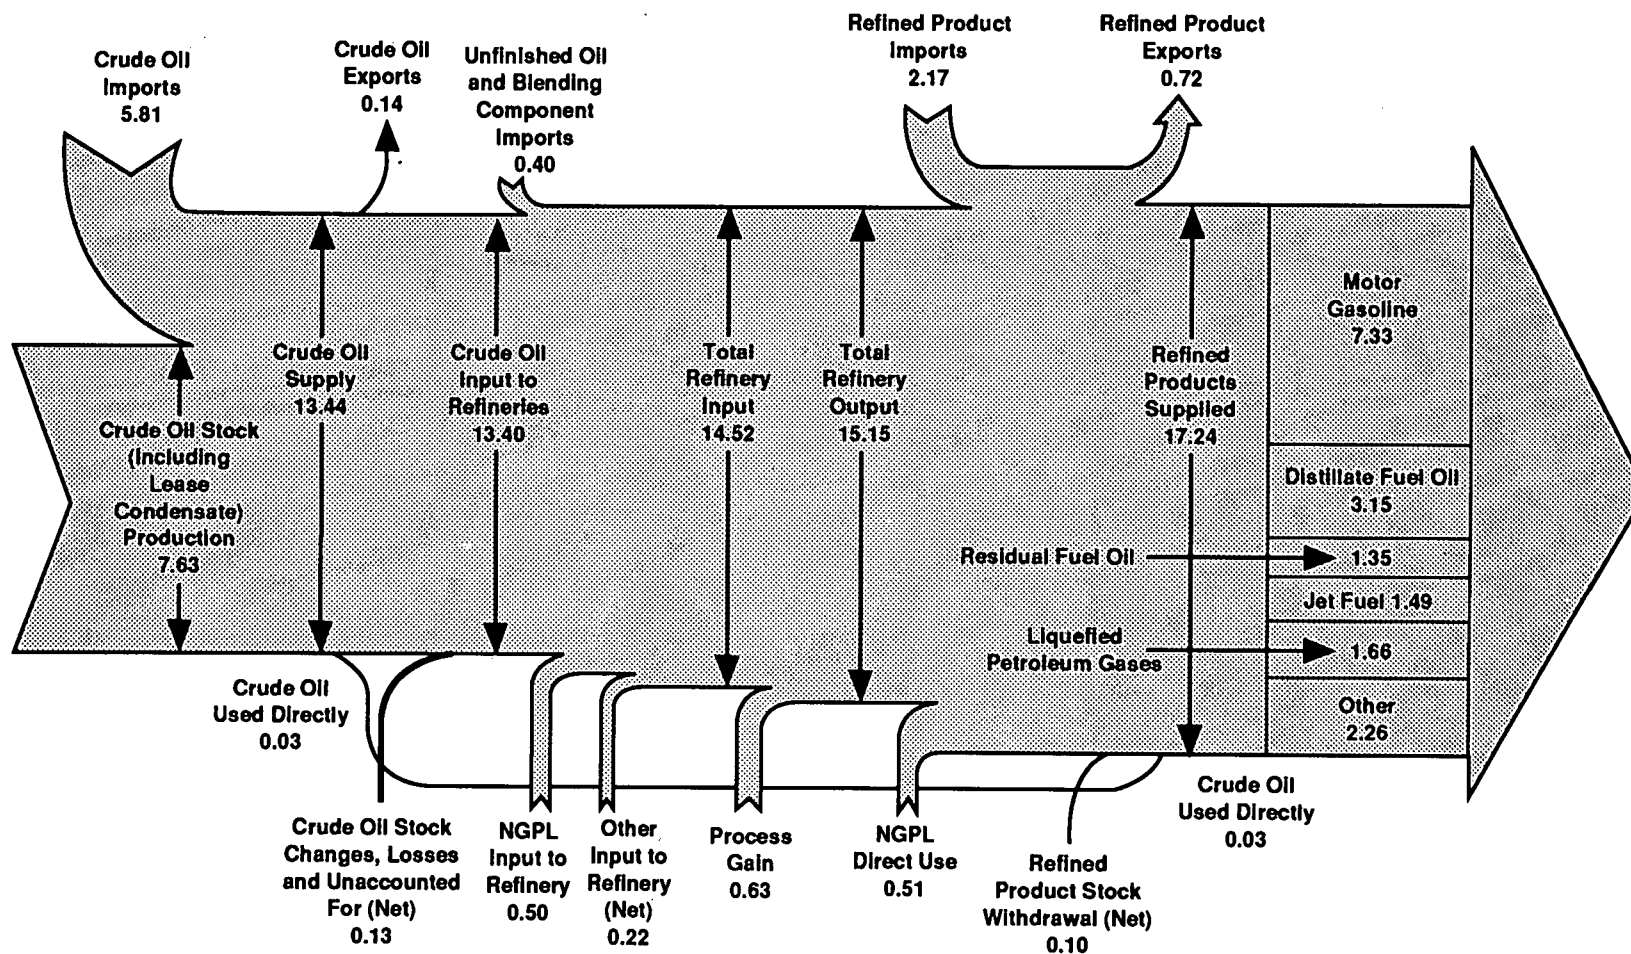 Crude Oil
Imports
5.81
Crude Oil
Exports
0.14
Unfinished Oil
and Blending
Component
Imports
0.40
Refined Product
Imports
2.17
Refined Product
Exports
0.72
Crude Oil Stock
(Including
Lease
Condensate)
Production
7.63
Crude Oil
Supply
13.44
Crude Oil
Input to
Refineries
13.40
Total
Refinery
Input
14.52
Total
Refinery
Output
15.15
Refined
Products
Supplied
17.24
Motor
Gasoline
7.33
Distillate Fuel Oil
3.15
Residual Fuel Oil
1.35
Jet Fuel 1.49
Liquefied
Petroleum Gases
1.66
Other
2.26
Crude Oil
Used Directly
0.03
Crude Oil Stock
Changes, Losses
and Unaccounted
For (Net)
0.13
NGPL
Input to
Refinery
0.50
Other
Input to
Refinery
(Net)
0.22
Process
Gain
0.63
NGPL
Direct Use
0.51
Refined
Product Stock
Withdrawal (Net)
0.10
Crude Oil
Used Directly
0.03